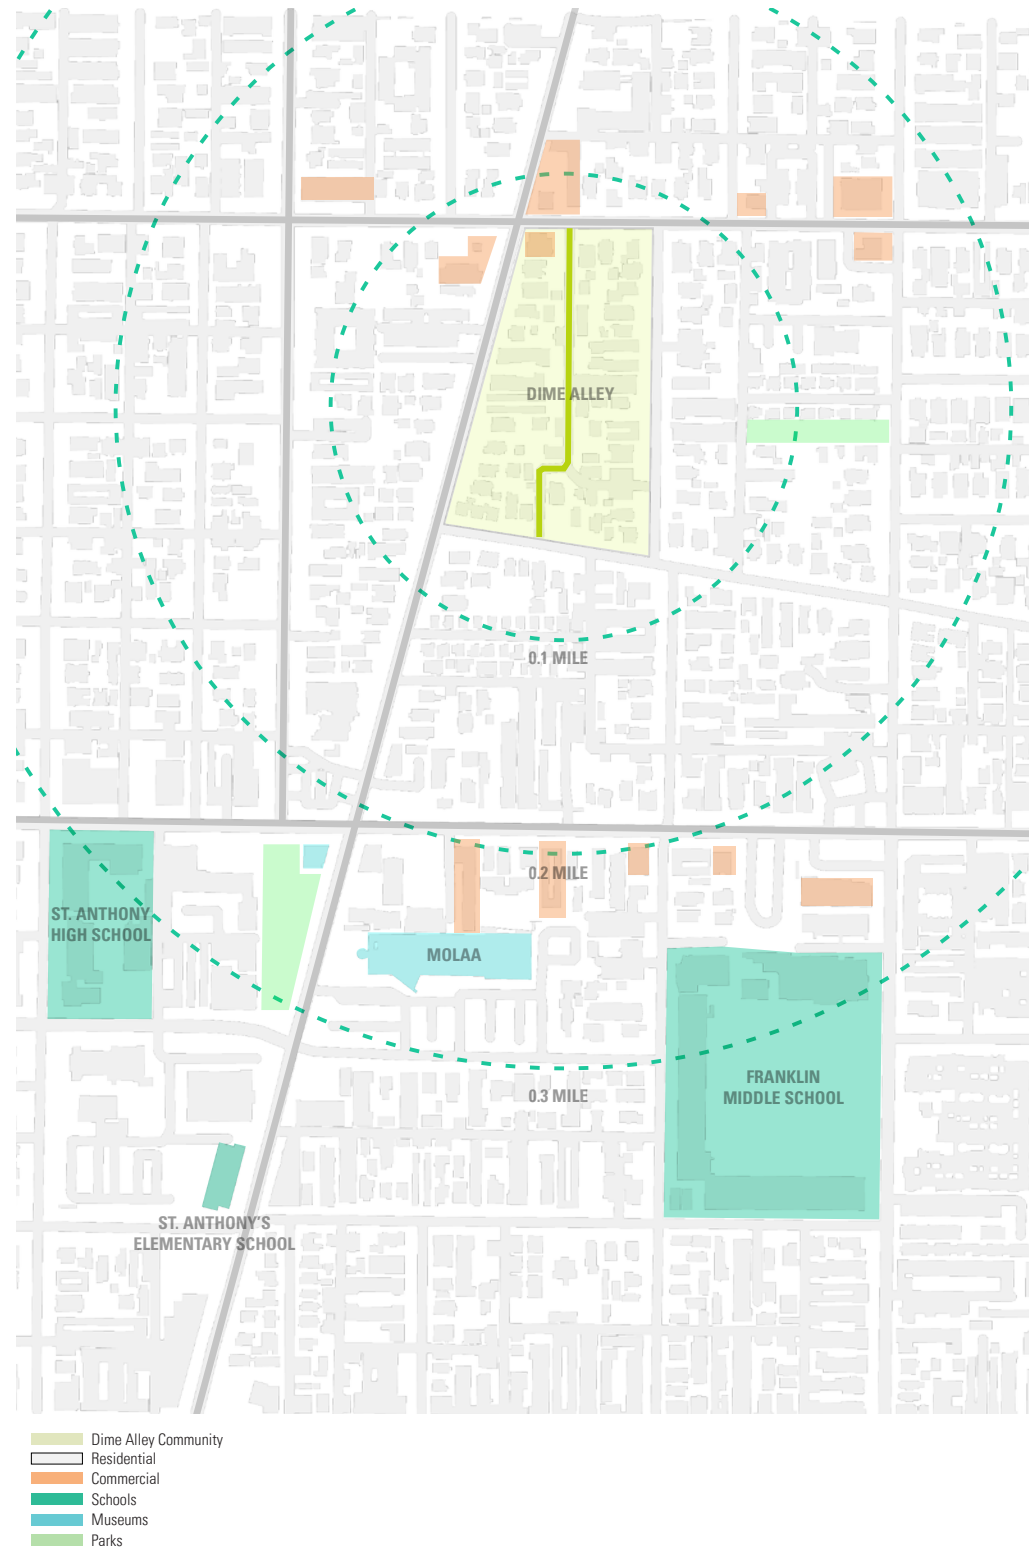 DIME ALLEY
0.1 MILE
0.2 MILE
ST. ANTHONY
HIGH SCHOOL
MOLAA
FRANKLIN
MIDDLE SCHOOL
0.3 MILE
ST. ANTHONY'S
ELEMENTARY SCHOOL
Dime Alley Community
Residential
Commercial
Schools
Museums
Parks